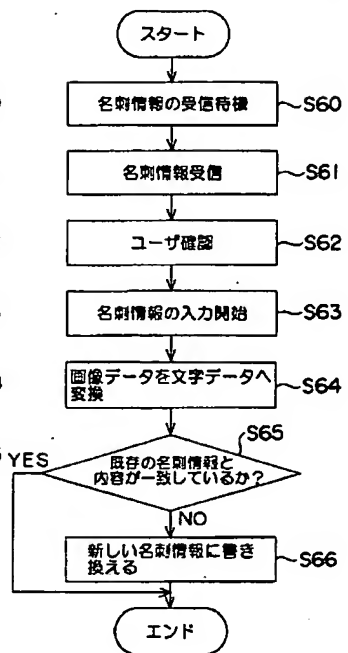 スタート
名刺情報の受信待機
S60
名刺情報受信
S61
ユーザ確認
S62
名刺情報の入力開始
S63
画像データを文字データへ
変換
S64
S65
既存の名刺情報と
内容が一致しているか?
YES
NO
新しい名刺情報に書き
換える
S66
エンド